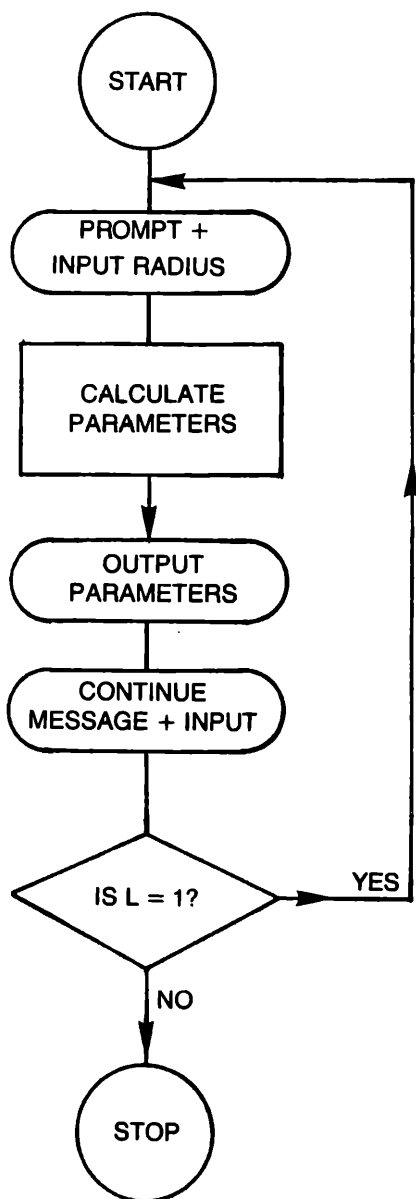 START
PROMPT +
INPUT RADIUS
CALCULATE
PARAMETERS
OUTPUT
PARAMETERS
CONTINUE
MESSAGE + INPUT
IS L = 1?
YES
NO
STOP